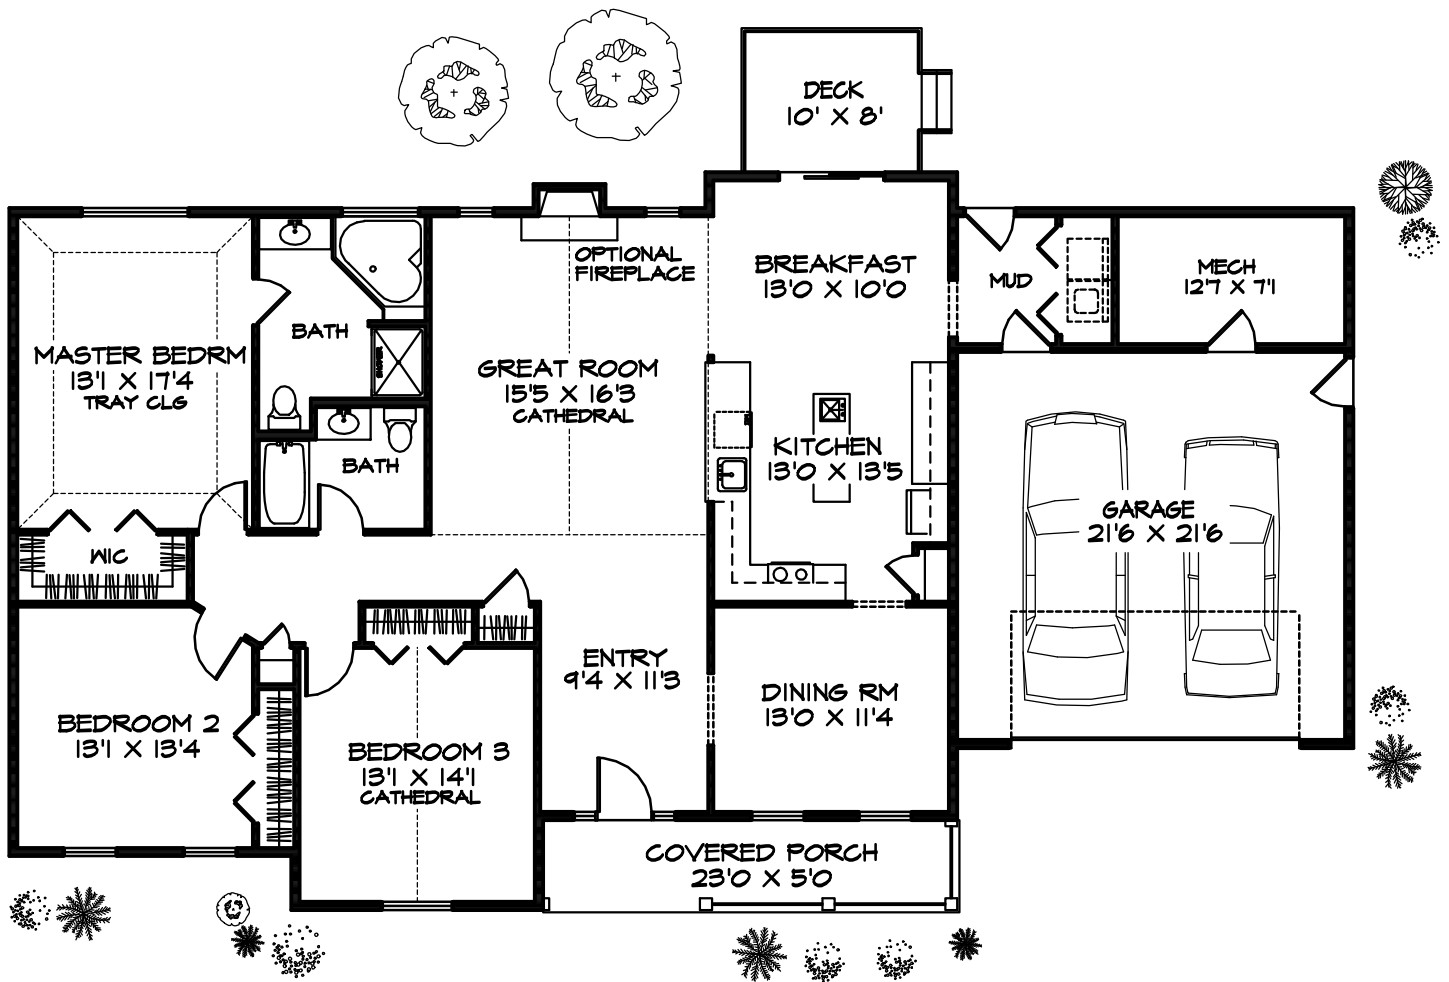 DECK
10' X 8'
OPTIONAL
FIREPLACE
BREAKFAST
13'0 X 10'0
MUD
MECH
12'7 X 7'1
BATH
MASTER BEDRM
13'1 X 17'4
TRAY CLG
SHOWER
GREAT ROOM
15'5 X 16'3
CATHEDRAL
KITCHEN
13'0 X 13'5
BATH
GARAGE
21'6 X 21'6
WIC
ENTRY
9'4 X 11'3
DINING RM
13'0 X 11'4
BEDROOM 2
13'1 X 13'4
BEDROOM 3
13'1 X 14'1
CATHEDRAL
COVERED PORCH
23'0 X 5'0